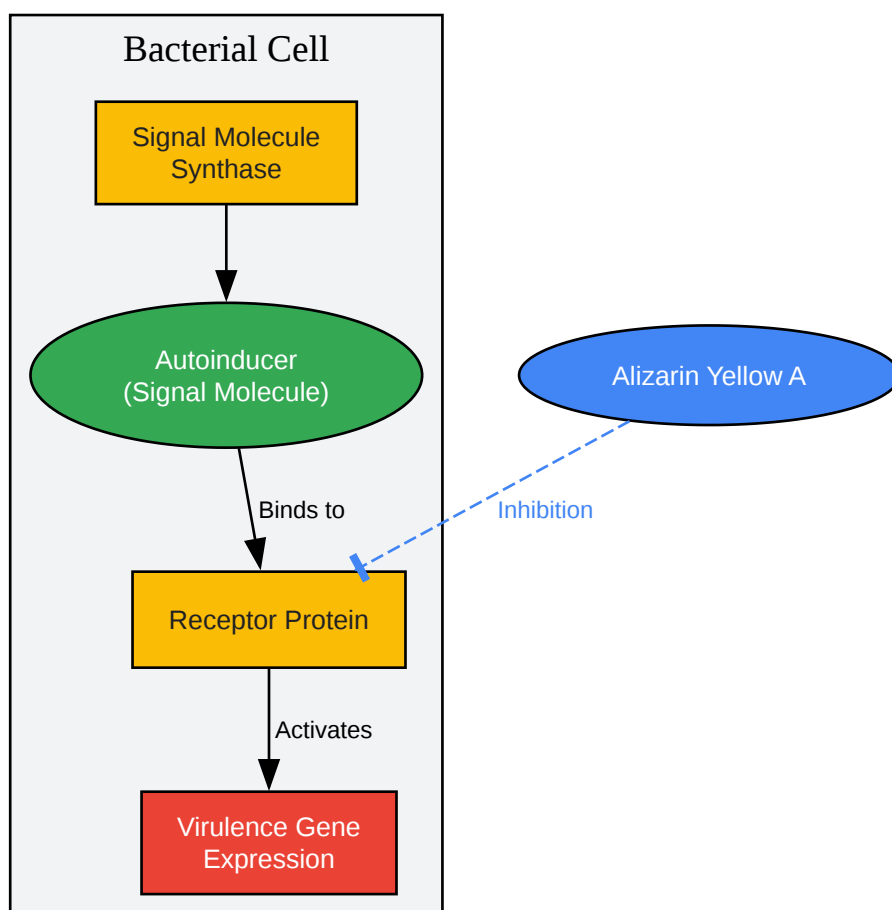 Bacterial Cell
Signal Molecule
Synthase
Autoinducer
(Signal Molecule)
Alizarin Yellow A
Binds to
Inhibition
Receptor Protein
Activates
Virulence Gene
Expression